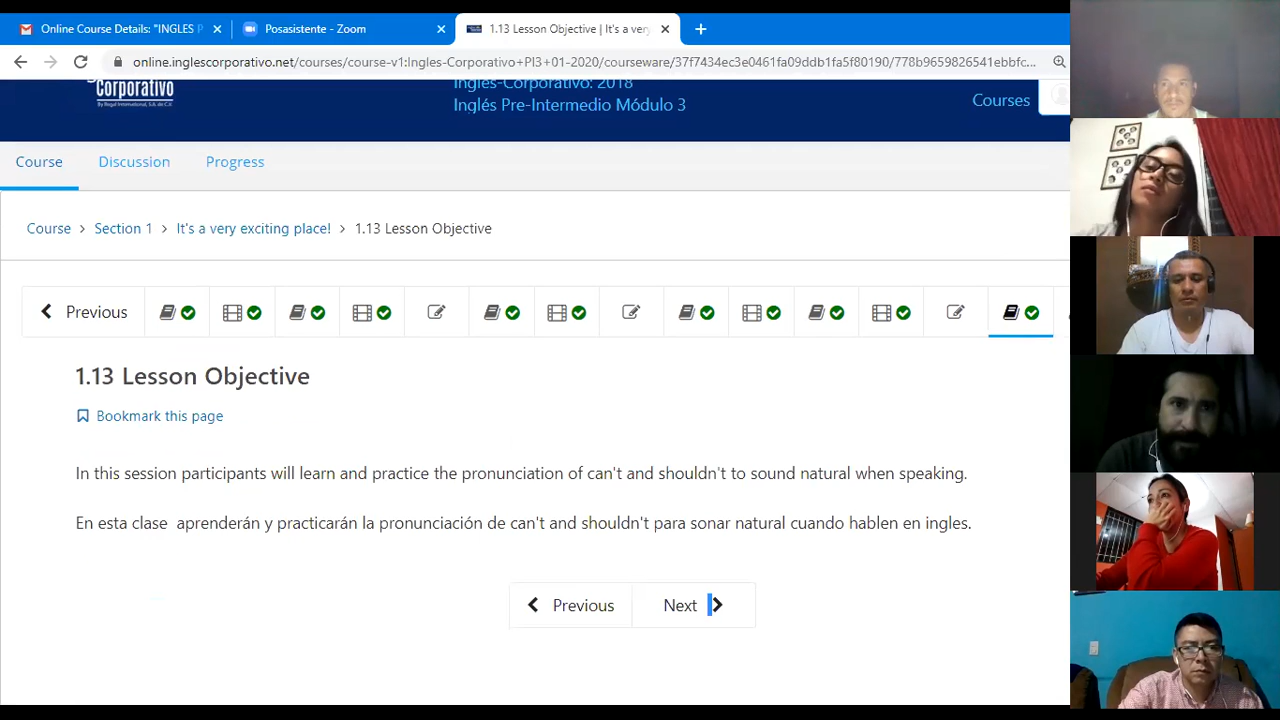 Online Course Details: "INGLES P
Posasistente - Zoom
1.13 Lesson Objective | It's a very
online.inglescorporativo.net/courses/course-v1:Ingles-Corporativo+PI3+01-2020/courseware/37f7434ec3e0461fa09ddb1fa5f80190/778b9659826541ebbfc...
Corporativo
By Regal International, S.A. de C.V.
Ingles-Corporativo: 2018
Inglés Pre-Intermedio Módulo 3
Courses
Course
Discussion
Progress
Course > Section 1 > It's a very exciting place! > 1.13 Lesson Objective
Previous
1.13 Lesson Objective
Bookmark this page
In this session participants will learn and practice the pronunciation of can't and shouldn't to sound natural when speaking.
En esta clase aprenderán y practicarán la pronunciación de can't and shouldn't para sonar natural cuando hablen en ingles.
Previous
Next